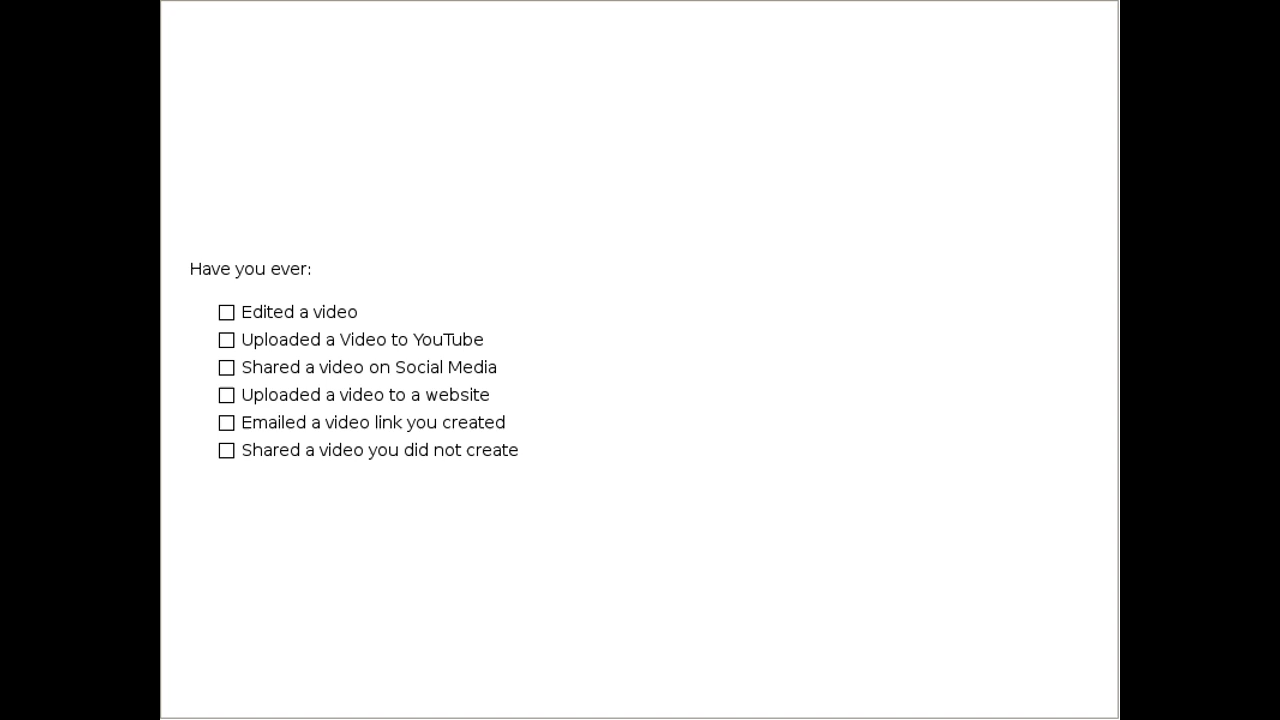 Have you ever:
Edited a video
Uploaded a Video to YouTube
Shared a video on Social Media
Uploaded a video to a website
Emailed a video link you created
Shared a video you did not create